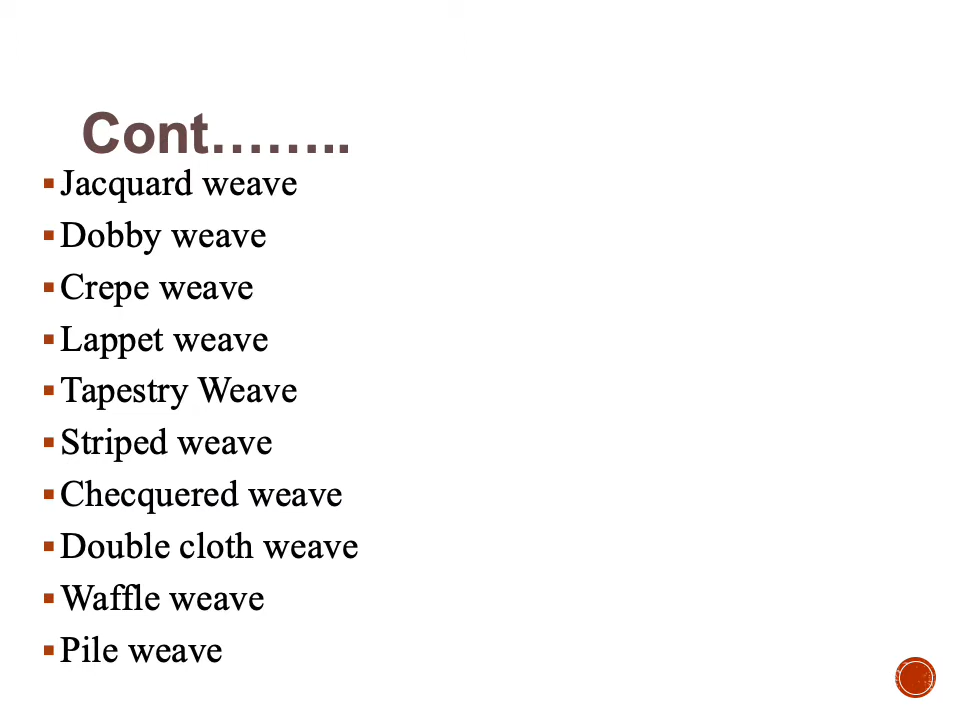 Cont……..
▪Jacquard weave
▪Dobby weave
▪Crepe weave
▪Lappet weave
▪Tapestry Weave
▪Striped weave
▪Checquered weave
▪Double cloth weave
▪Waffle weave
▪Pile weave